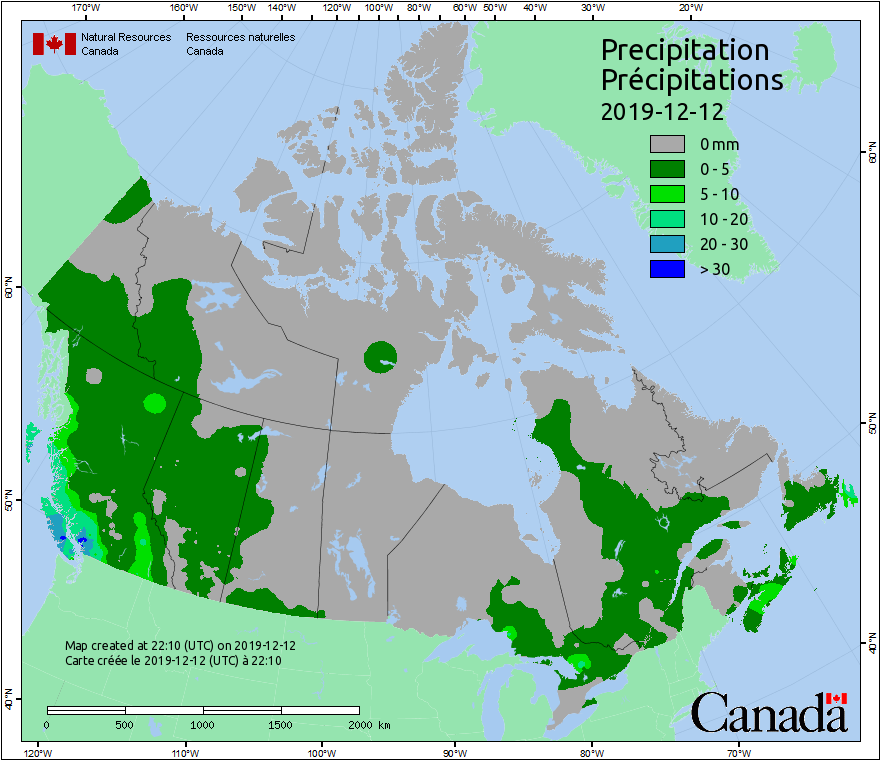 170°W 160°W 150°W 140°W 130°W 120°W 110°W 100°W 90°W 80°W 60°W 50°W 40°W 30°W 20°W
Natural Resources Ressources naturelles
Canada Canada
Precipitation
Précipitations
2019-12-12
0 mm
0 - 5
5 - 10
10 - 20
20 - 30
> 30
60°N 60°N
50°N 50°N
40°N 40°N
Map created at 22:10 (UTC) on 2019-12-12
Carte créée le 2019-12-12 (UTC) à 22:10
0 500 1000 1500 2000 km
Canada
120°W 110°W 100°W 90°W 80°W 70°W